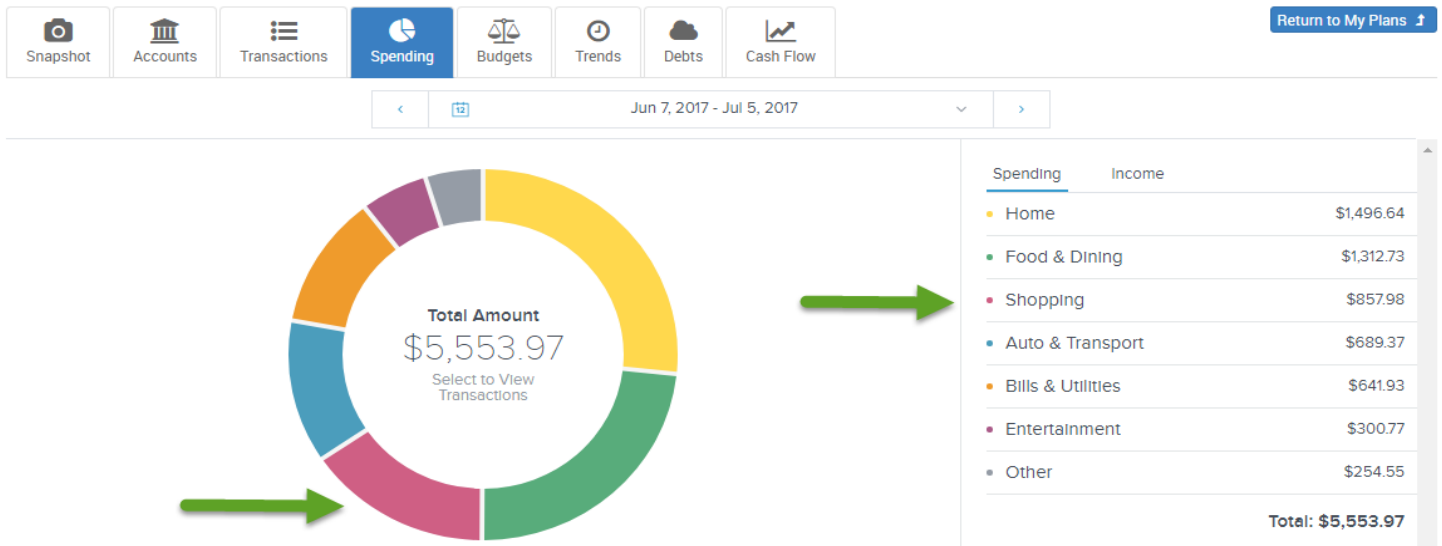 Return to My Plans
Snapshot
Accounts
Transactions
Spending
Budgets
Trends
Debts
Cash Flow
12
Jun 7, 2017 - Jul 5, 2017
Total Amount
$5,553.97
Select to View
Transactions
Spending Income
Home $1,496.64
Food & Dining $1,312.73
Shopping $857.98
Auto & Transport $689.37
Bills & Utilities $641.93
Entertainment $300.77
Other $254.55
Total: $5,553.97